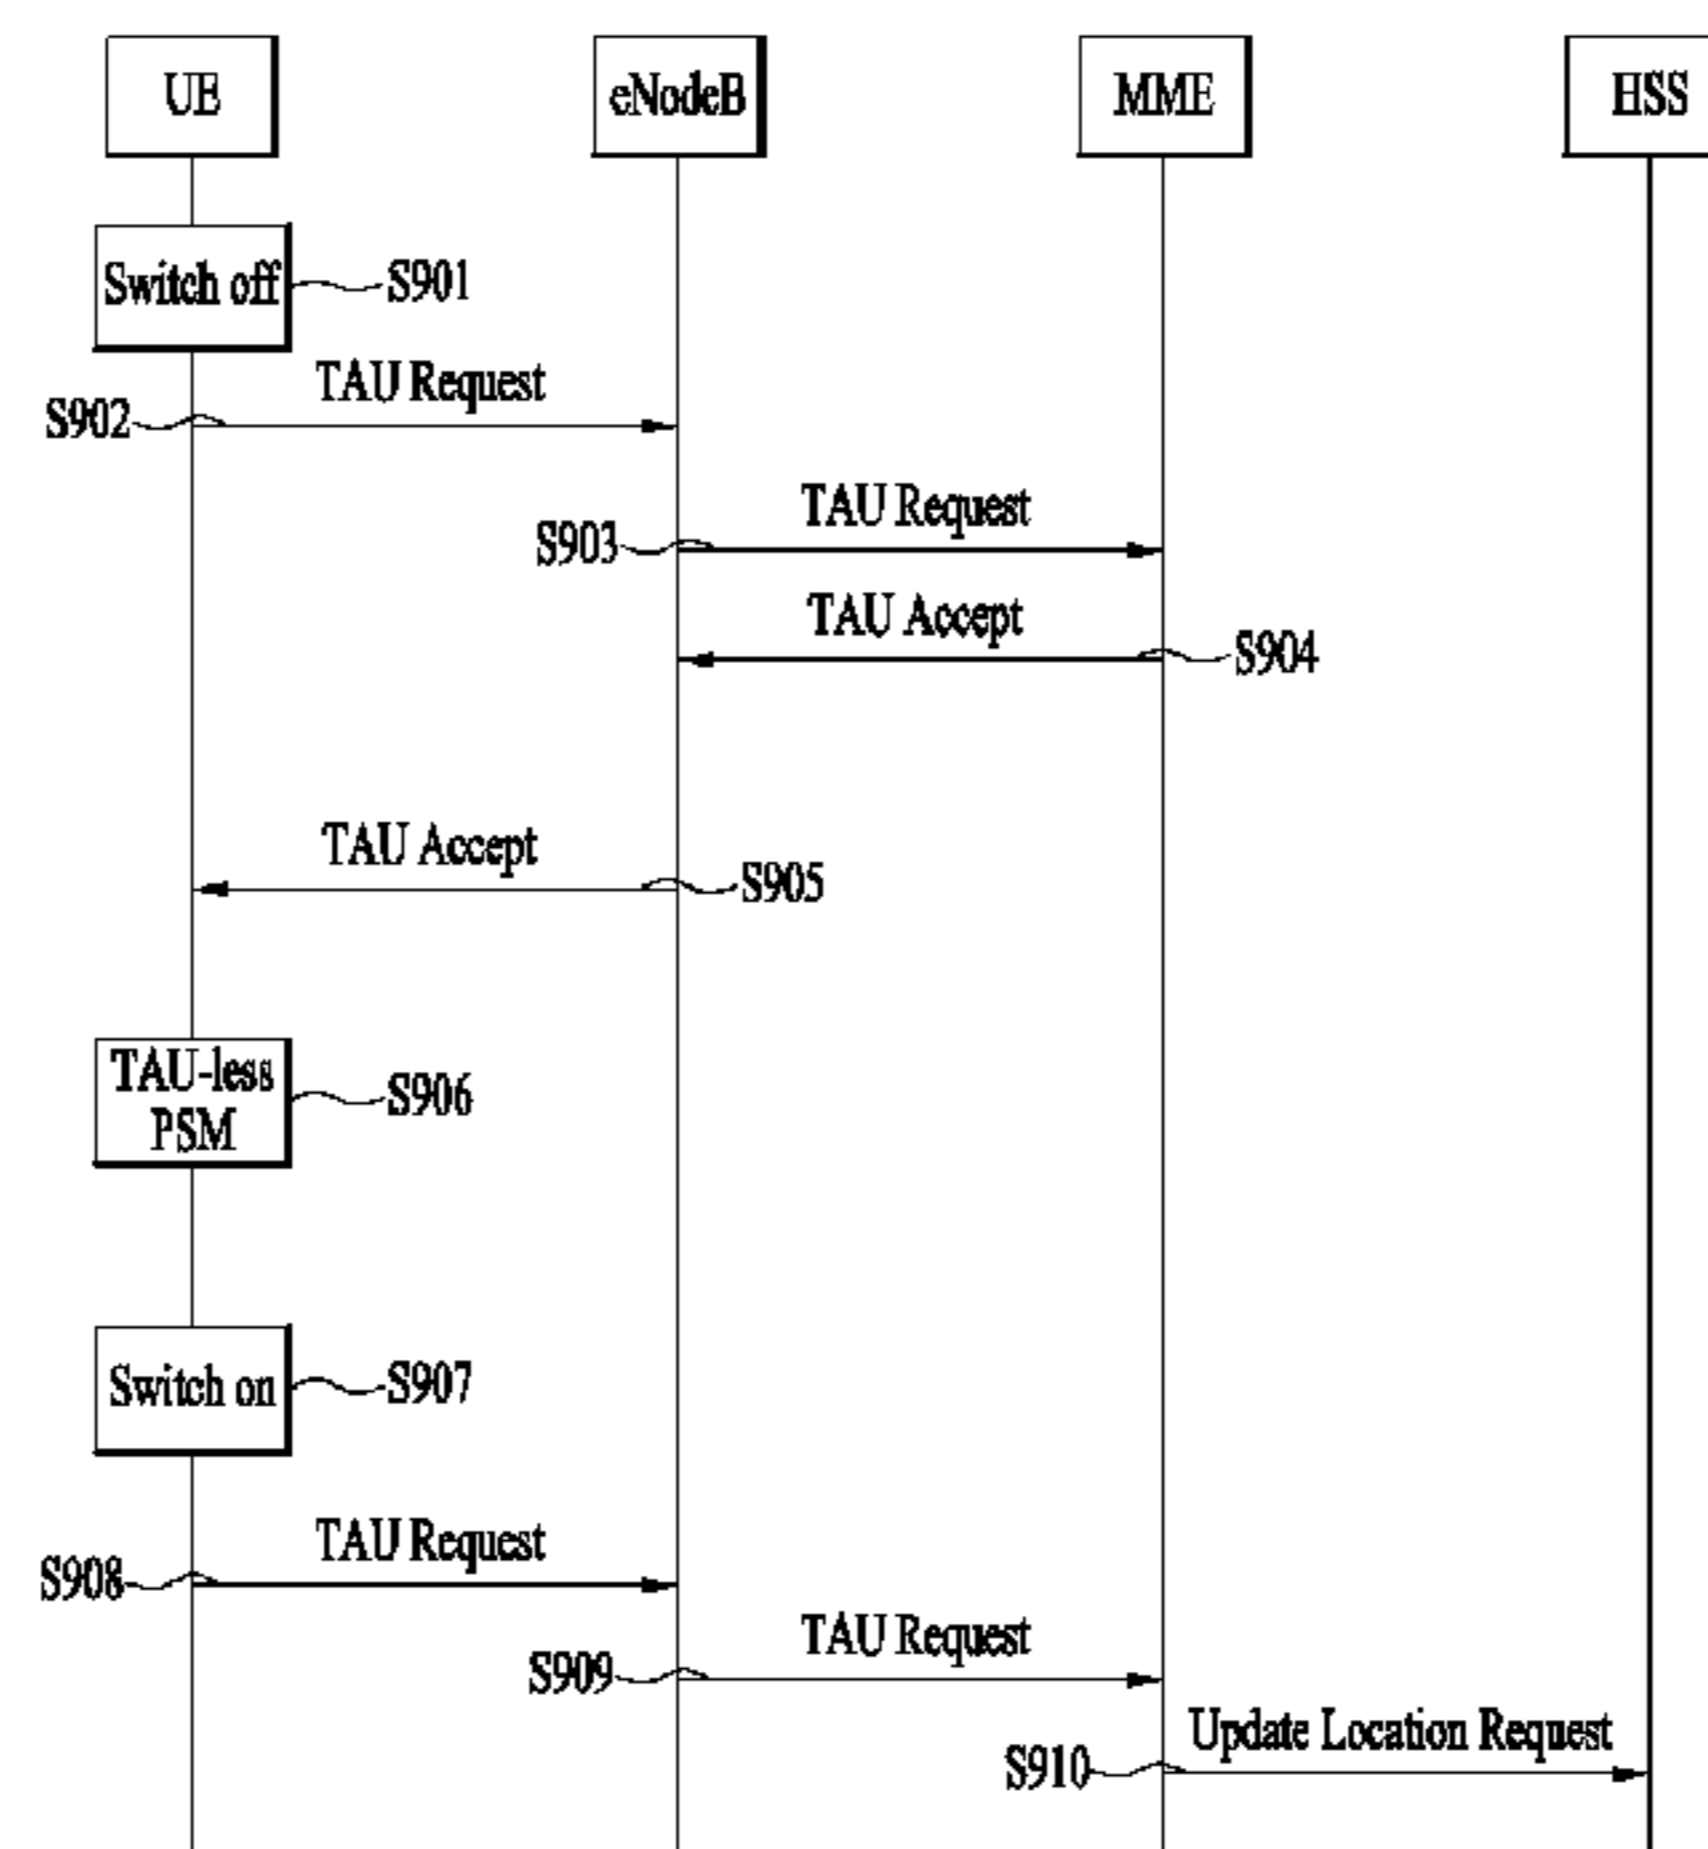 UE
eNodeB
MME
HSS
Switch off
S901
TAU Request
S902
TAU Request
S903
TAU Accept
S904
TAU Accept
S905
TAU-less
PSM
S906
Switch on
S907
TAU Request
S908
TAU Request
S909
Update Location Request
S910